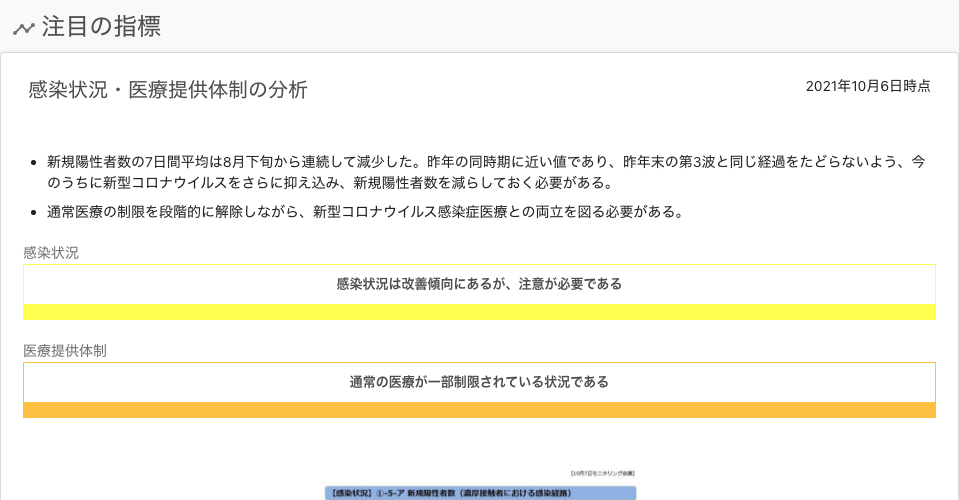 注目の指標
感染状況・医療提供体制の分析
2021年10月6日時点
新規陽性者数の7日間平均は8月下旬から連続して減少した。昨年の同時期に近い値であり、昨年末の第3波と同じ経過をたどらないよう、今
のうちに新型コロナウイルスをさらに抑え込み、新規陽性者数を減らしておく必要がある。
通常医療の制限を段階的に解除しながら、新型コロナウイルス感染症医療との両立を図る必要がある。
感染状況
感染状況は改善傾向にあるが、注意が必要である
医療提供体制
通常の医療が一部制限されている状況である
【10月7日モニタリング会議】
【感染状況】①-5-ア 新規陽性者数（濃厚接触者における感染経路）